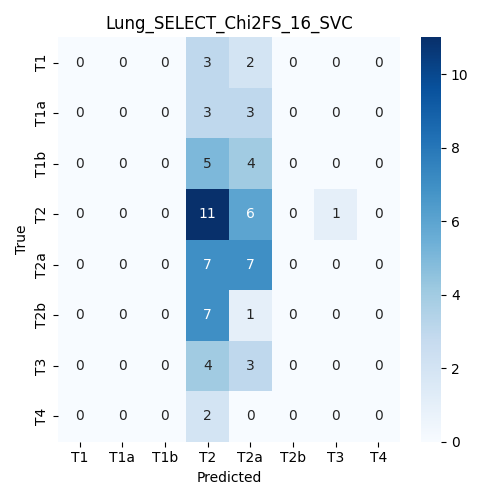 Lung_SELECT_Chi2FS_16_SVC
T1 0 0 0 3 2 0 0 0
T1a 0 0 0 3 3 0 0 0
T1b 0 0 0 5 4 0 0 0
T2 0 0 0 11 6 0 1 0
T2a 0 0 0 7 7 0 0 0
T2b 0 0 0 7 1 0 0 0
T3 0 0 0 4 3 0 0 0
T4 0 0 0 2 0 0 0 0
T1 T1a T1b T2 T2a T2b T3 T4
Predicted
True
10
8
6
4
2
0